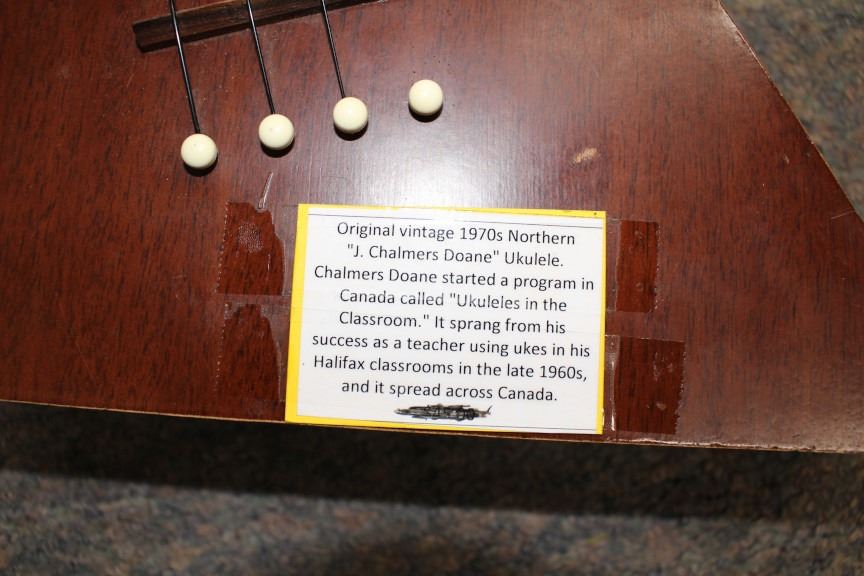 Original vintage 1970s Northern
"J. Chalmers Doane" Ukulele.
Chalmers Doane started a program in
Canada called "Ukuleles in the
Classroom." It sprang from his
success as a teacher using ukes in his
Halifax classrooms in the late 1960s,
and it spread across Canada.